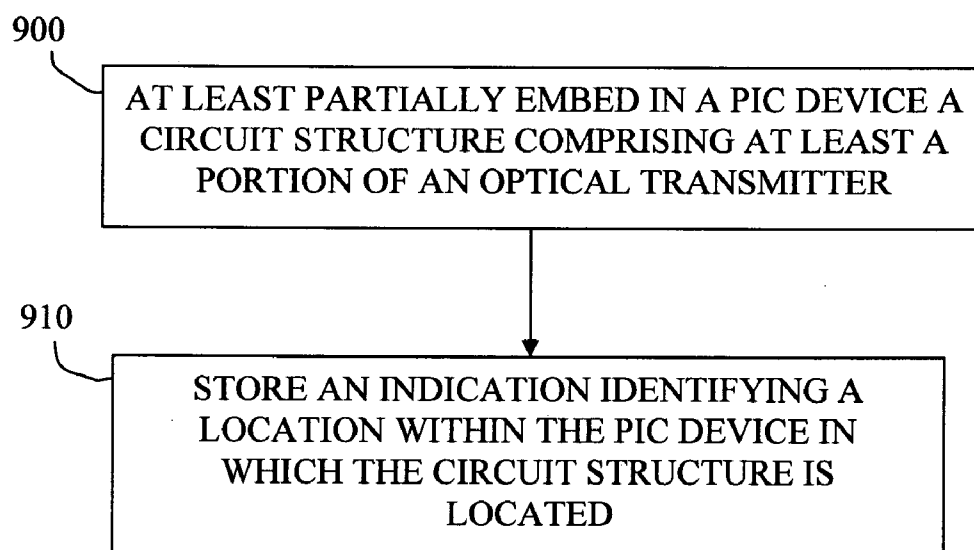 900
AT LEAST PARTIALLY EMBED IN A PIC DEVICE A
CIRCUIT STRUCTURE COMPRISING AT LEAST A
PORTION OF AN OPTICAL TRANSMITTER
910
STORE AN INDICATION IDENTIFYING A
LOCATION WITHIN THE PIC DEVICE IN
WHICH THE CIRCUIT STRUCTURE IS
LOCATED